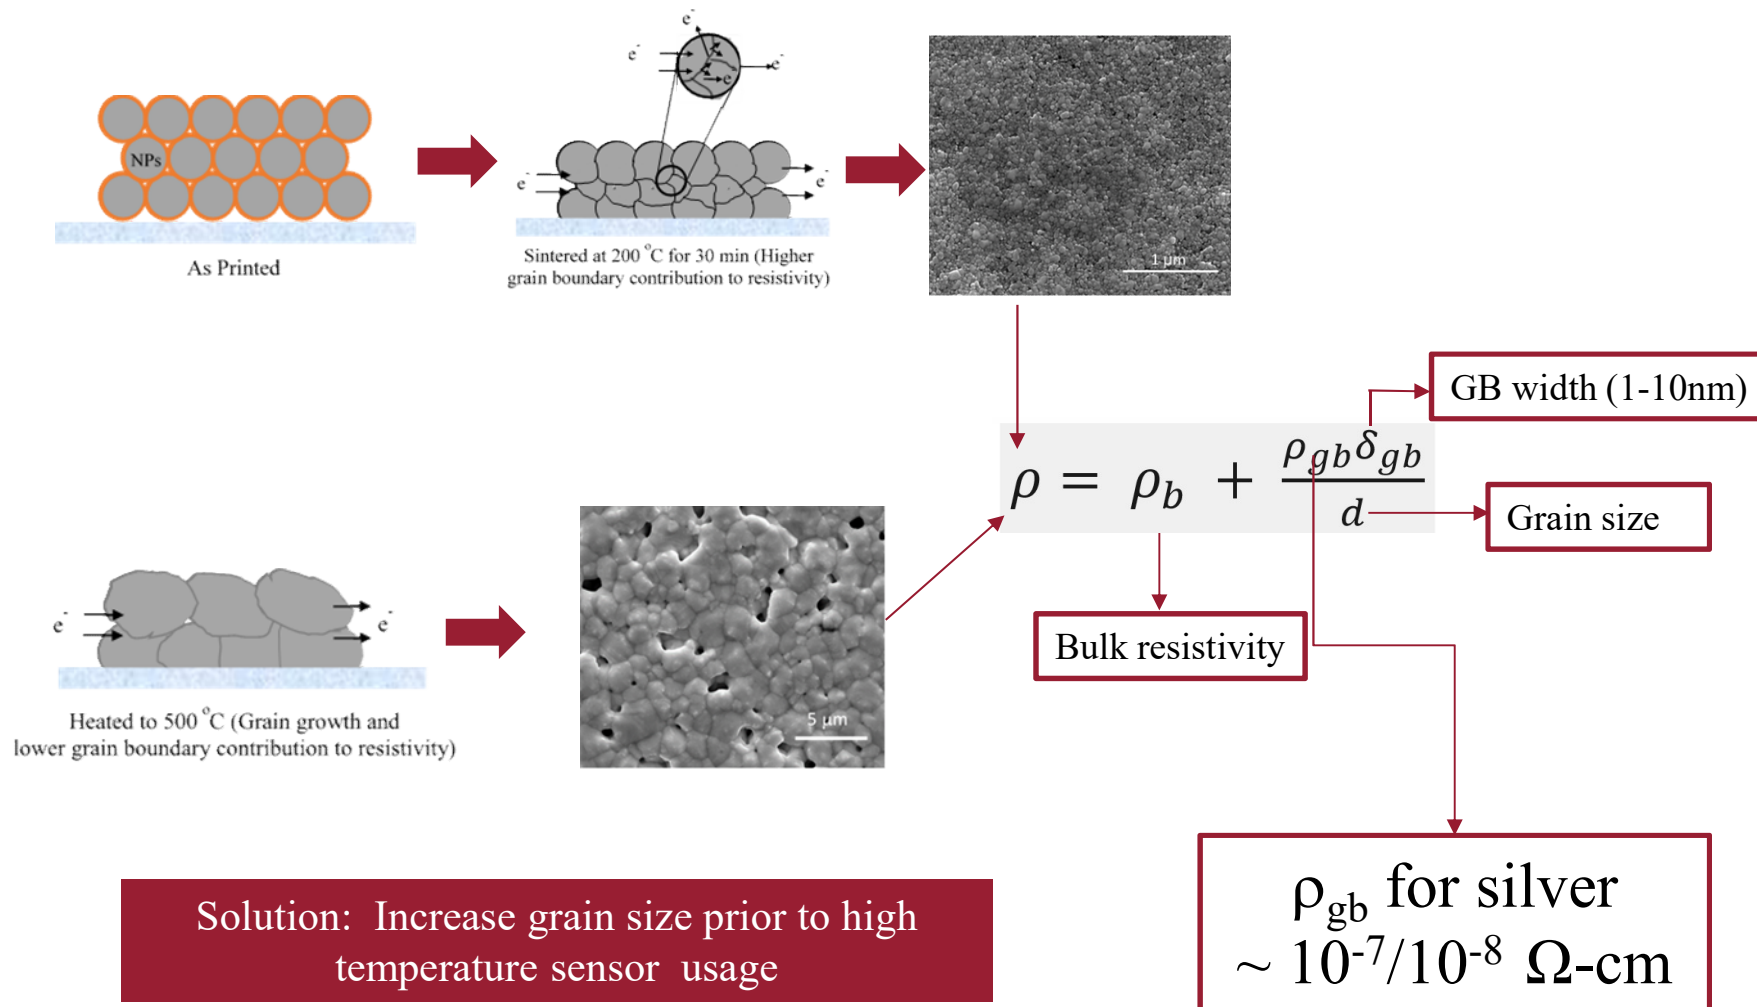 e⁻
e⁻
e⁻
e
NPs
e⁻
e⁻
As Printed
Sintered at 200 °C for 30 min (Higher
grain boundary contribution to resistivity)
1 µm
GB width (1-10nm)
ρ = ρ_b + ρ_gb δ_gb / d
Grain size
Bulk resistivity
e⁻
e⁻
5 µm
Heated to 500 °C (Grain growth and
lower grain boundary contribution to resistivity)
Solution:  Increase grain size prior to high
temperature sensor  usage
ρgb for silver
~ 10⁻⁷/10⁻⁸ Ω-cm